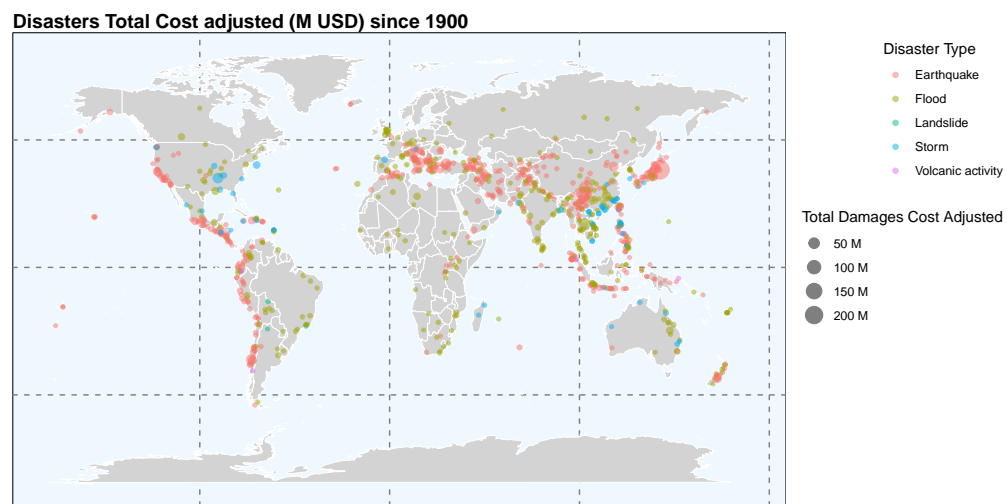 Disasters Total Cost adjusted (M USD) since 1900
Disaster Type
Earthquake
Flood
Landslide
Storm
Volcanic activity
Total Damages Cost Adjusted
50 M
100 M
150 M
200 M